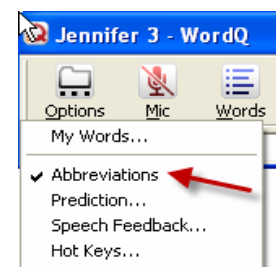 Jennifer 3 - WordQ
Options Mic Words
My Words...
Abbreviations
Prediction...
Speech Feedback...
Hot Keys...